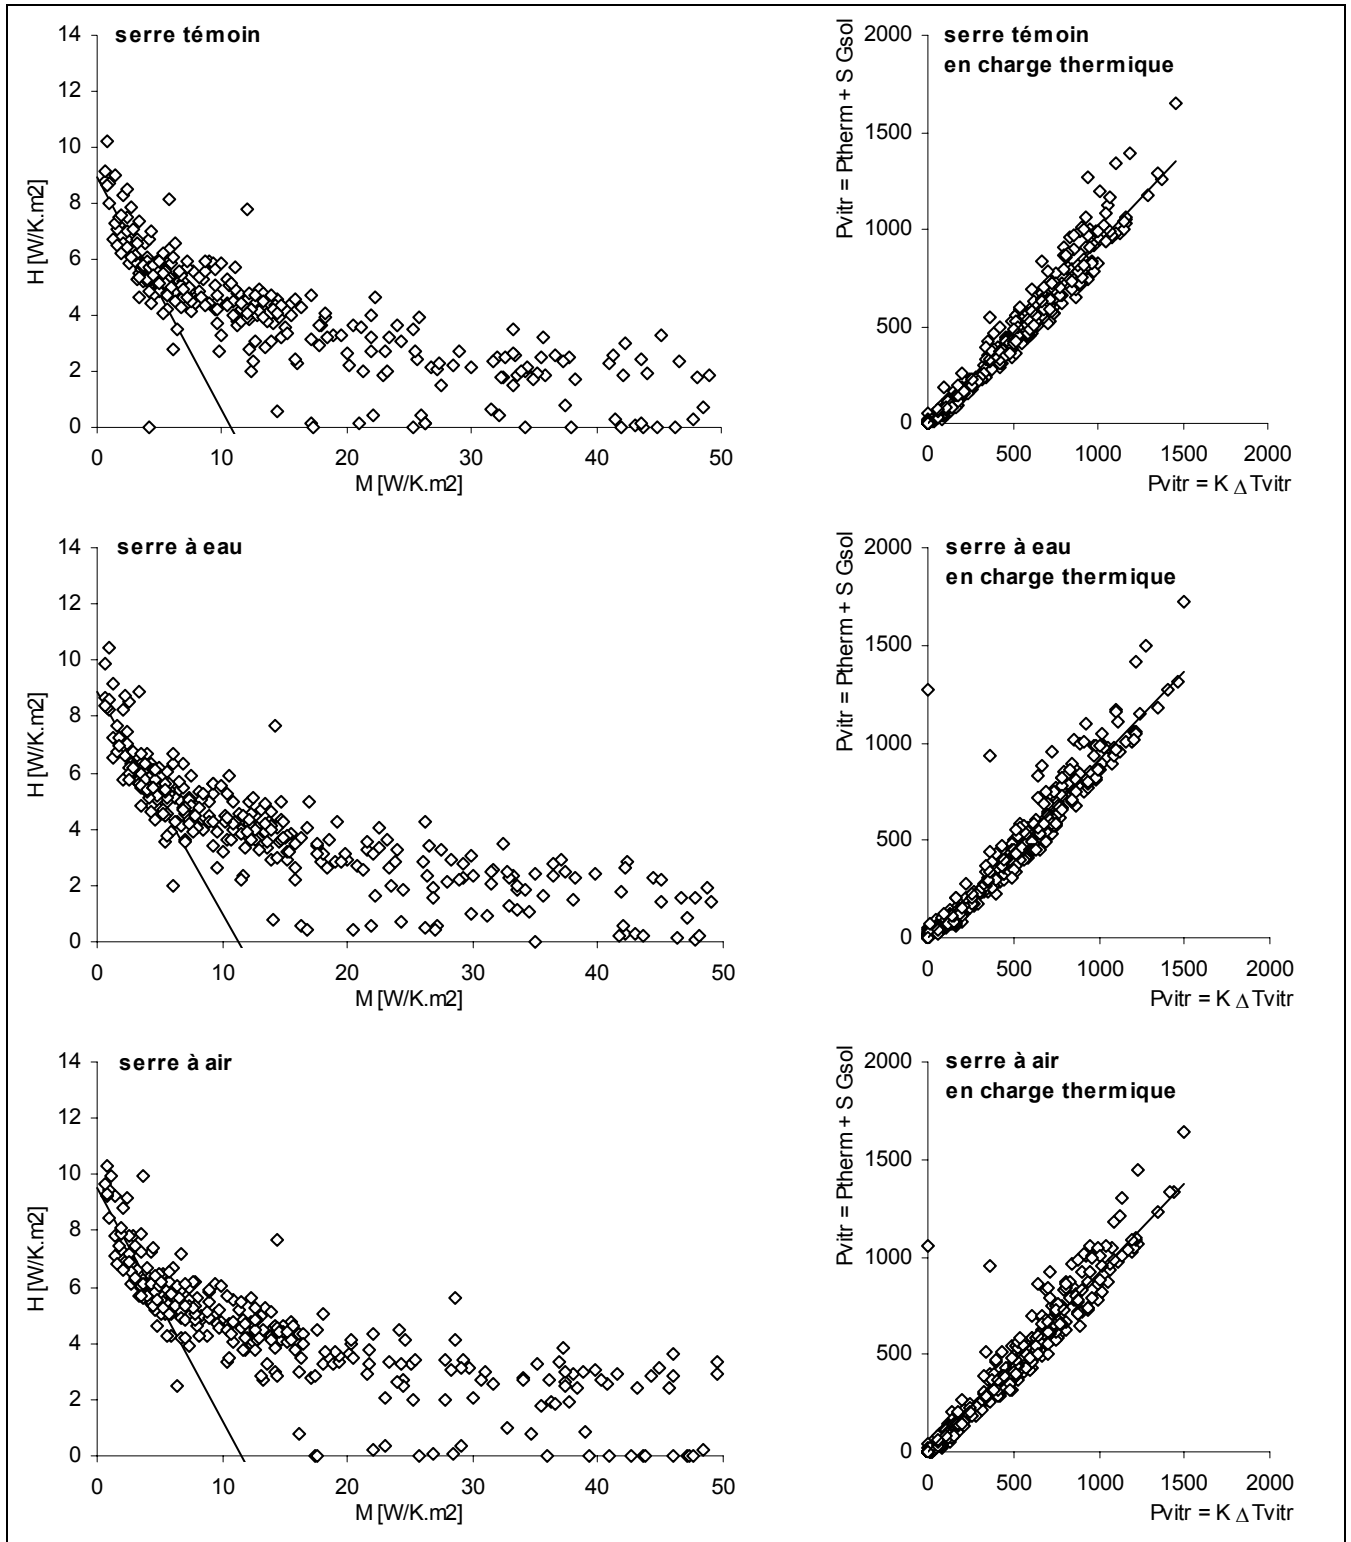 serre témoin
14
12
10
8
6
4
2
0
H [W/K.m2]
0 10 20 30 40 50
M [W/K.m2]
serre témoin
en charge thermique
2000
1500
1000
500
0
Pvitr = Ptherm + S Gsol
0 500 1000 1500 2000
Pvitr = K Δ Tvitr
serre à eau
14
12
10
8
6
4
2
0
H [W/K.m2]
0 10 20 30 40 50
M [W/K.m2]
serre à eau
en charge thermique
2000
1500
1000
500
0
Pvitr = Ptherm + S Gsol
0 500 1000 1500 2000
Pvitr = K Δ Tvitr
serre à air
14
12
10
8
6
4
2
0
H [W/K.m2]
0 10 20 30 40 50
M [W/K.m2]
serre à air
en charge thermique
2000
1500
1000
500
0
Pvitr = Ptherm + S Gsol
0 500 1000 1500 2000
Pvitr = K Δ Tvitr